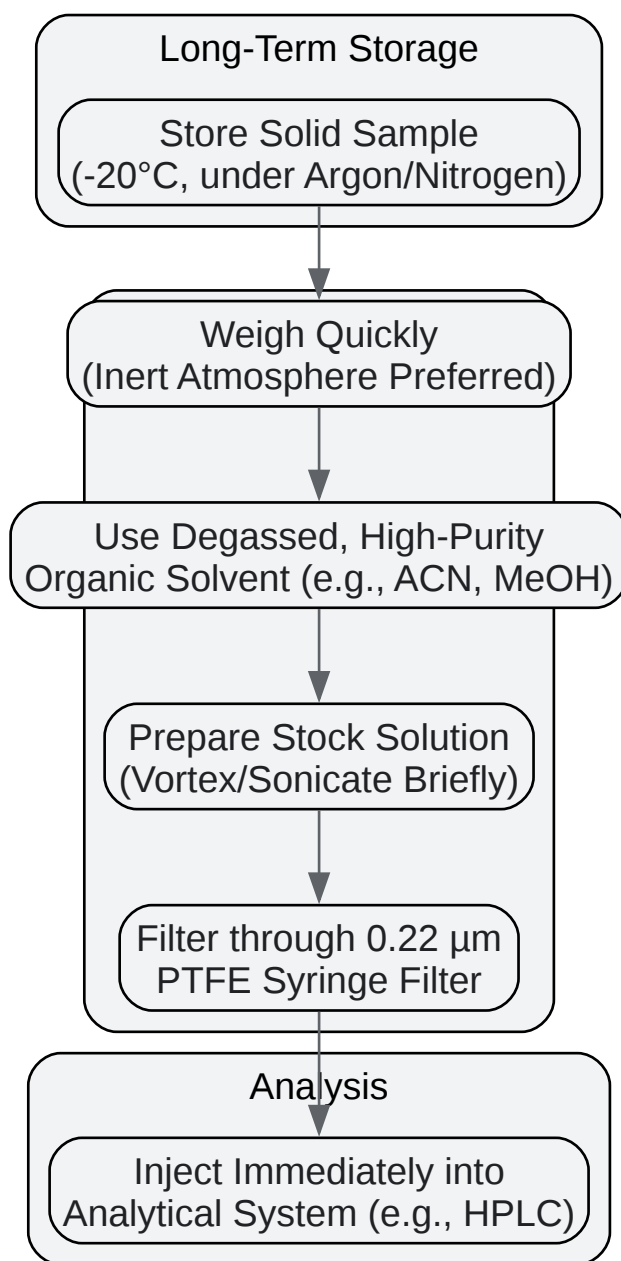 Long-Term Storage
Store Solid Sample
(-20°C, under Argon/Nitrogen)
Weigh Quickly
(Inert Atmosphere Preferred)
Use Degassed, High-Purity
Organic Solvent (e.g., ACN, MeOH)
Prepare Stock Solution
(Vortex/Sonicate Briefly)
Filter through 0.22 µm
PTFE Syringe Filter
Analysis
Inject Immediately into
Analytical System (e.g., HPLC)